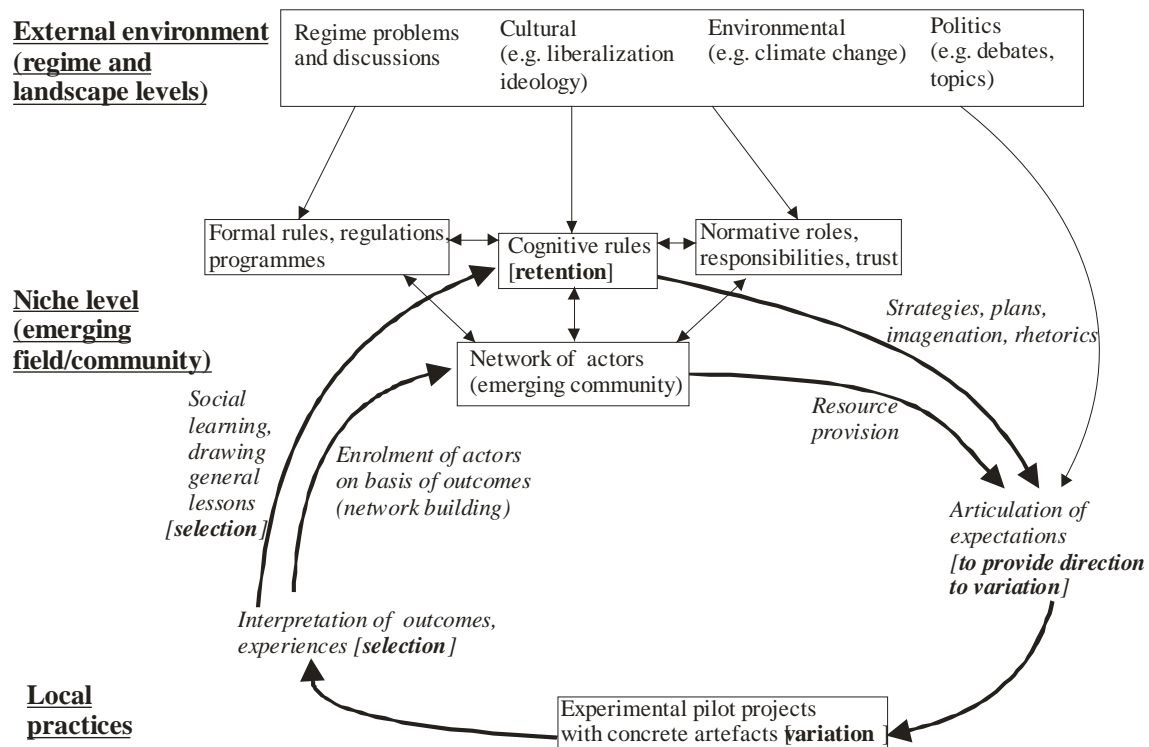 External environment
(regime and
landscape levels)
Regime problems
and discussions
Cultural
(e.g. liberalization
ideology)
Environmental
(e.g. climate change)
Politics
(e.g. debates,
topics)
Formal rules, regulations,
programmes
Cognitive rules
[retention]
Normative roles,
responsibilities, trust
Niche level
(emerging
field/community)
Network of actors
(emerging community)
Strategies, plans,
imagenation, rhetorics
Social
learning,
drawing
general
lessons
[selection]
Enrolment of actors
on basis of outcomes
(network building)
Resource
provision
Articulation of
expectations
[to provide direction
to variation]
Interpretation of outcomes,
experiences [selection]
Local
practices
Experimental pilot projects
with concrete artefacts [variation ]